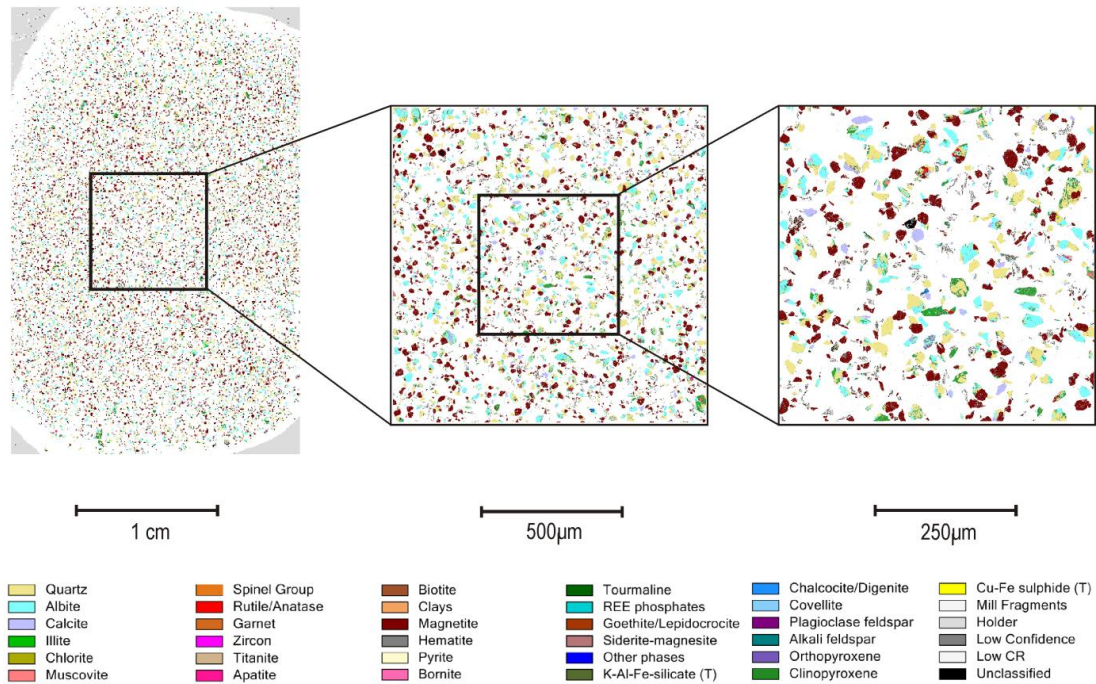 1 cm
500µm
250µm
Quartz
Albite
Calcite
Illite
Chlorite
Muscovite
Spinel Group
Rutile/Anatase
Garnet
Zircon
Titanite
Apatite
Biotite
Clays
Magnetite
Hematite
Pyrite
Bornite
Tourmaline
REE phosphates
Goethite/Lepidocrocite
Siderite-magnesite
Other phases
K-Al-Fe-silicate (T)
Chalcocite/Digenite
Covellite
Plagioclase feldspar
Alkali feldspar
Orthopyroxene
Clinopyroxene
Cu-Fe sulphide (T)
Mill Fragments
Holder
Low Confidence
Low CR
Unclassified